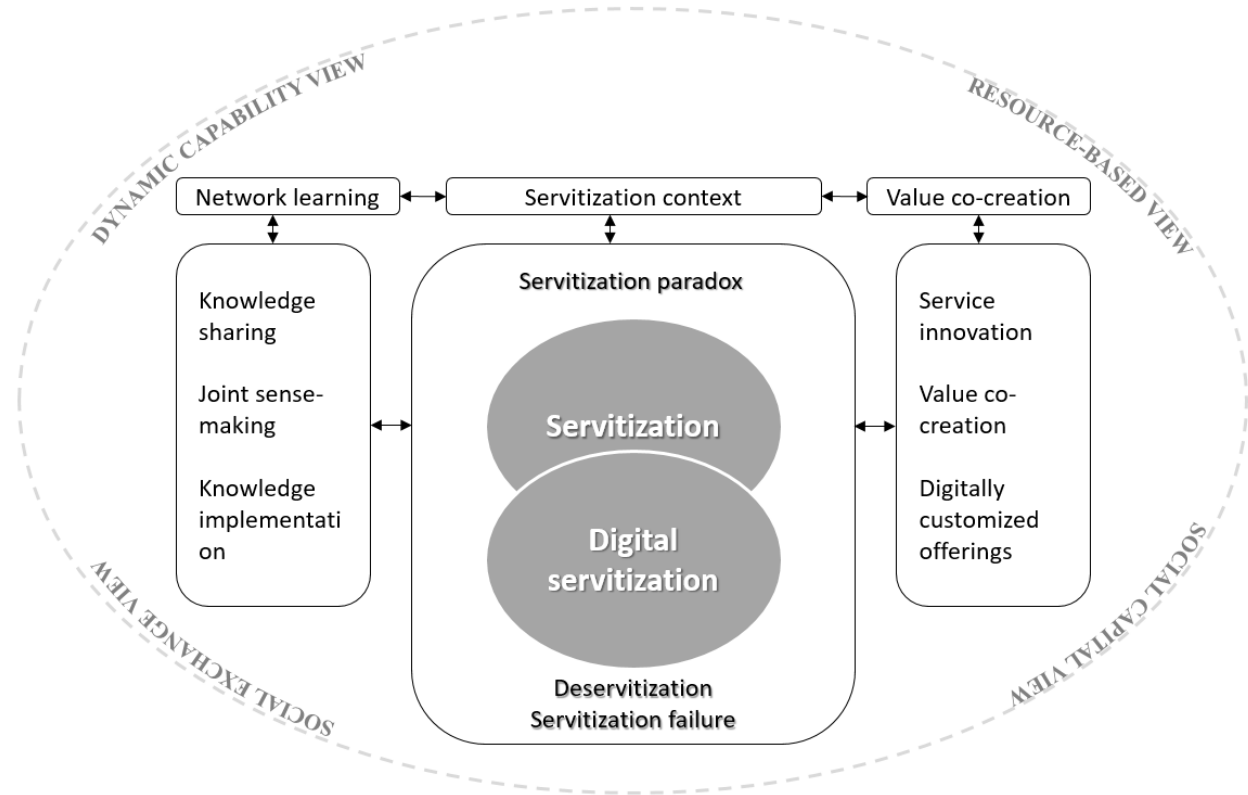 DYNAMIC CAPABILITY VIEW
RESOURCE-BASED VIEW
Network learning
Servitization context
Value co-creation
Knowledge
sharing
Joint sense-
making
Knowledge
implementati
on
Servitization paradox
Servitization
Digital
servitization
Deservitization
Servitization failure
Service
innovation
Value co-
creation
Digitally
customized
offerings
SOCIAL EXCHANGE VIEW
SOCIAL CAPITAL VIEW